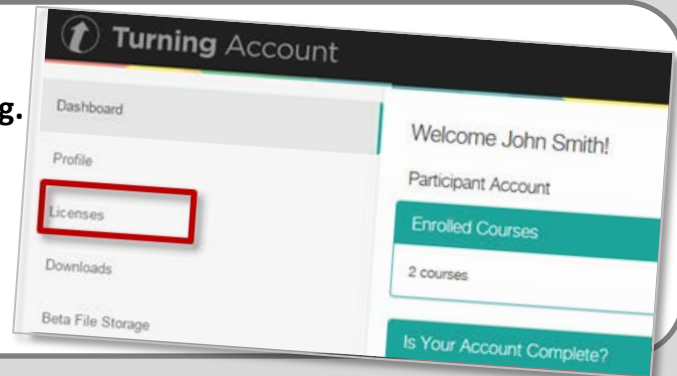 g.
Turning Account
Dashboard
Profile
Licenses
Downloads
Beta File Storage
Welcome John Smith!
Participant Account
Enrolled Courses
2 courses
Is Your Account Complete?